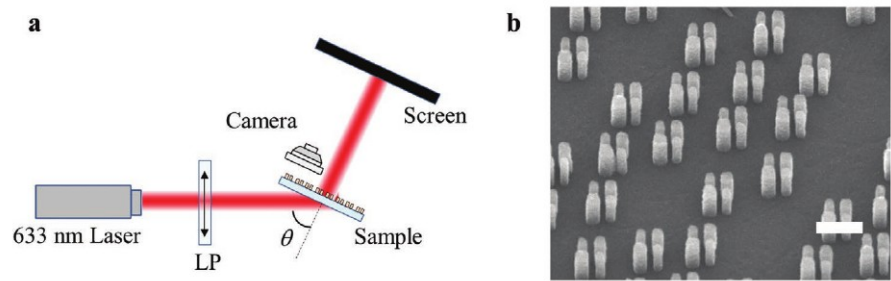 a
b
Camera
Screen
633 nm Laser
LP
θ
Sample